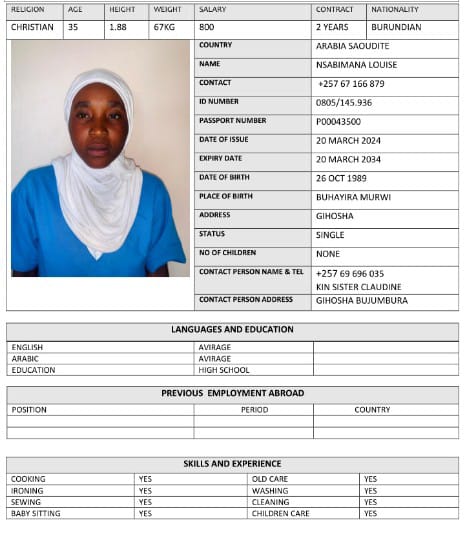 RELIGION AGE HEIGHT WEIGHT SALARY CONTRACT NATIONALITY
CHRISTIAN 35 1.88 67KG 800 2 YEARS BURUNDIAN
COUNTRY ARABIA SAOUDITE
NAME NSABIMANA LOUISE
CONTACT +257 67 166 879
ID NUMBER 0805/145.936
PASSPORT NUMBER P00043500
DATE OF ISSUE 20 MARCH 2024
EXPIRY DATE 20 MARCH 2034
DATE OF BIRTH 26 OCT 1989
PLACE OF BIRTH BUHAYIRA MURWI
ADDRESS GIHOSHA
STATUS SINGLE
NO OF CHILDREN NONE
CONTACT PERSON NAME & TEL +257 69 696 035
KIN SISTER CLAUDINE
CONTACT PERSON ADDRESS GIHOSHA BUJUMBURA
LANGUAGES AND EDUCATION
ENGLISH AVIRAGE
ARABIC AVIRAGE
EDUCATION HIGH SCHOOL
PREVIOUS EMPLOYMENT ABROAD
POSITION PERIOD COUNTRY
SKILLS AND EXPERIENCE
COOKING YES OLD CARE YES
IRONING YES WASHING YES
SEWING YES CLEANING YES
BABY SITTING YES CHILDREN CARE YES